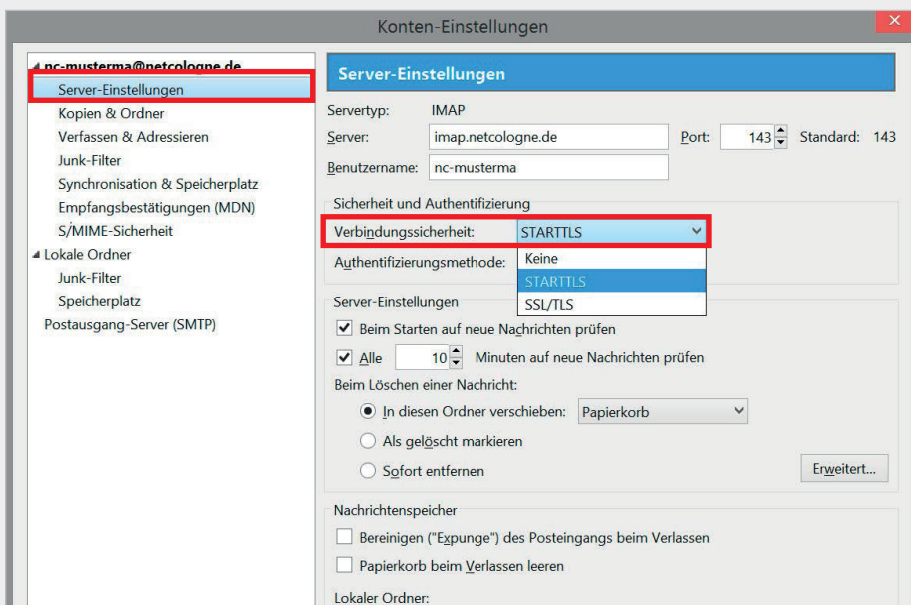 Konten-Einstellungen
nc-musterma@netcologne.de
Server-Einstellungen
Kopien & Ordner
Verfassen & Adressieren
Junk-Filter
Synchronisation & Speicherplatz
Empfangsbestätigungen (MDN)
S/MIME-Sicherheit
Lokale Ordner
Junk-Filter
Speicherplatz
Postausgang-Server (SMTP)
Server-Einstellungen
Servertyp: IMAP
Server: imap.netcologne.de Port: 143 Standard: 143
Benutzername: nc-musterma
Sicherheit und Authentifizierung
Verbindungssicherheit: STARTTLS
Keine
Authentifizierungsmethode:
STARTTLS
SSL/TLS
Server-Einstellungen
Beim Starten auf neue Nachrichten prüfen
Alle 10 Minuten auf neue Nachrichten prüfen
Beim Löschen einer Nachricht:
In diesen Ordner verschieben: Papierkorb
Als gelöscht markieren
Sofort entfernen
Erweitert...
Nachrichtenspeicher
Bereinigen ("Expunge") des Posteingangs beim Verlassen
Papierkorb beim Verlassen leeren
Lokaler Ordner: